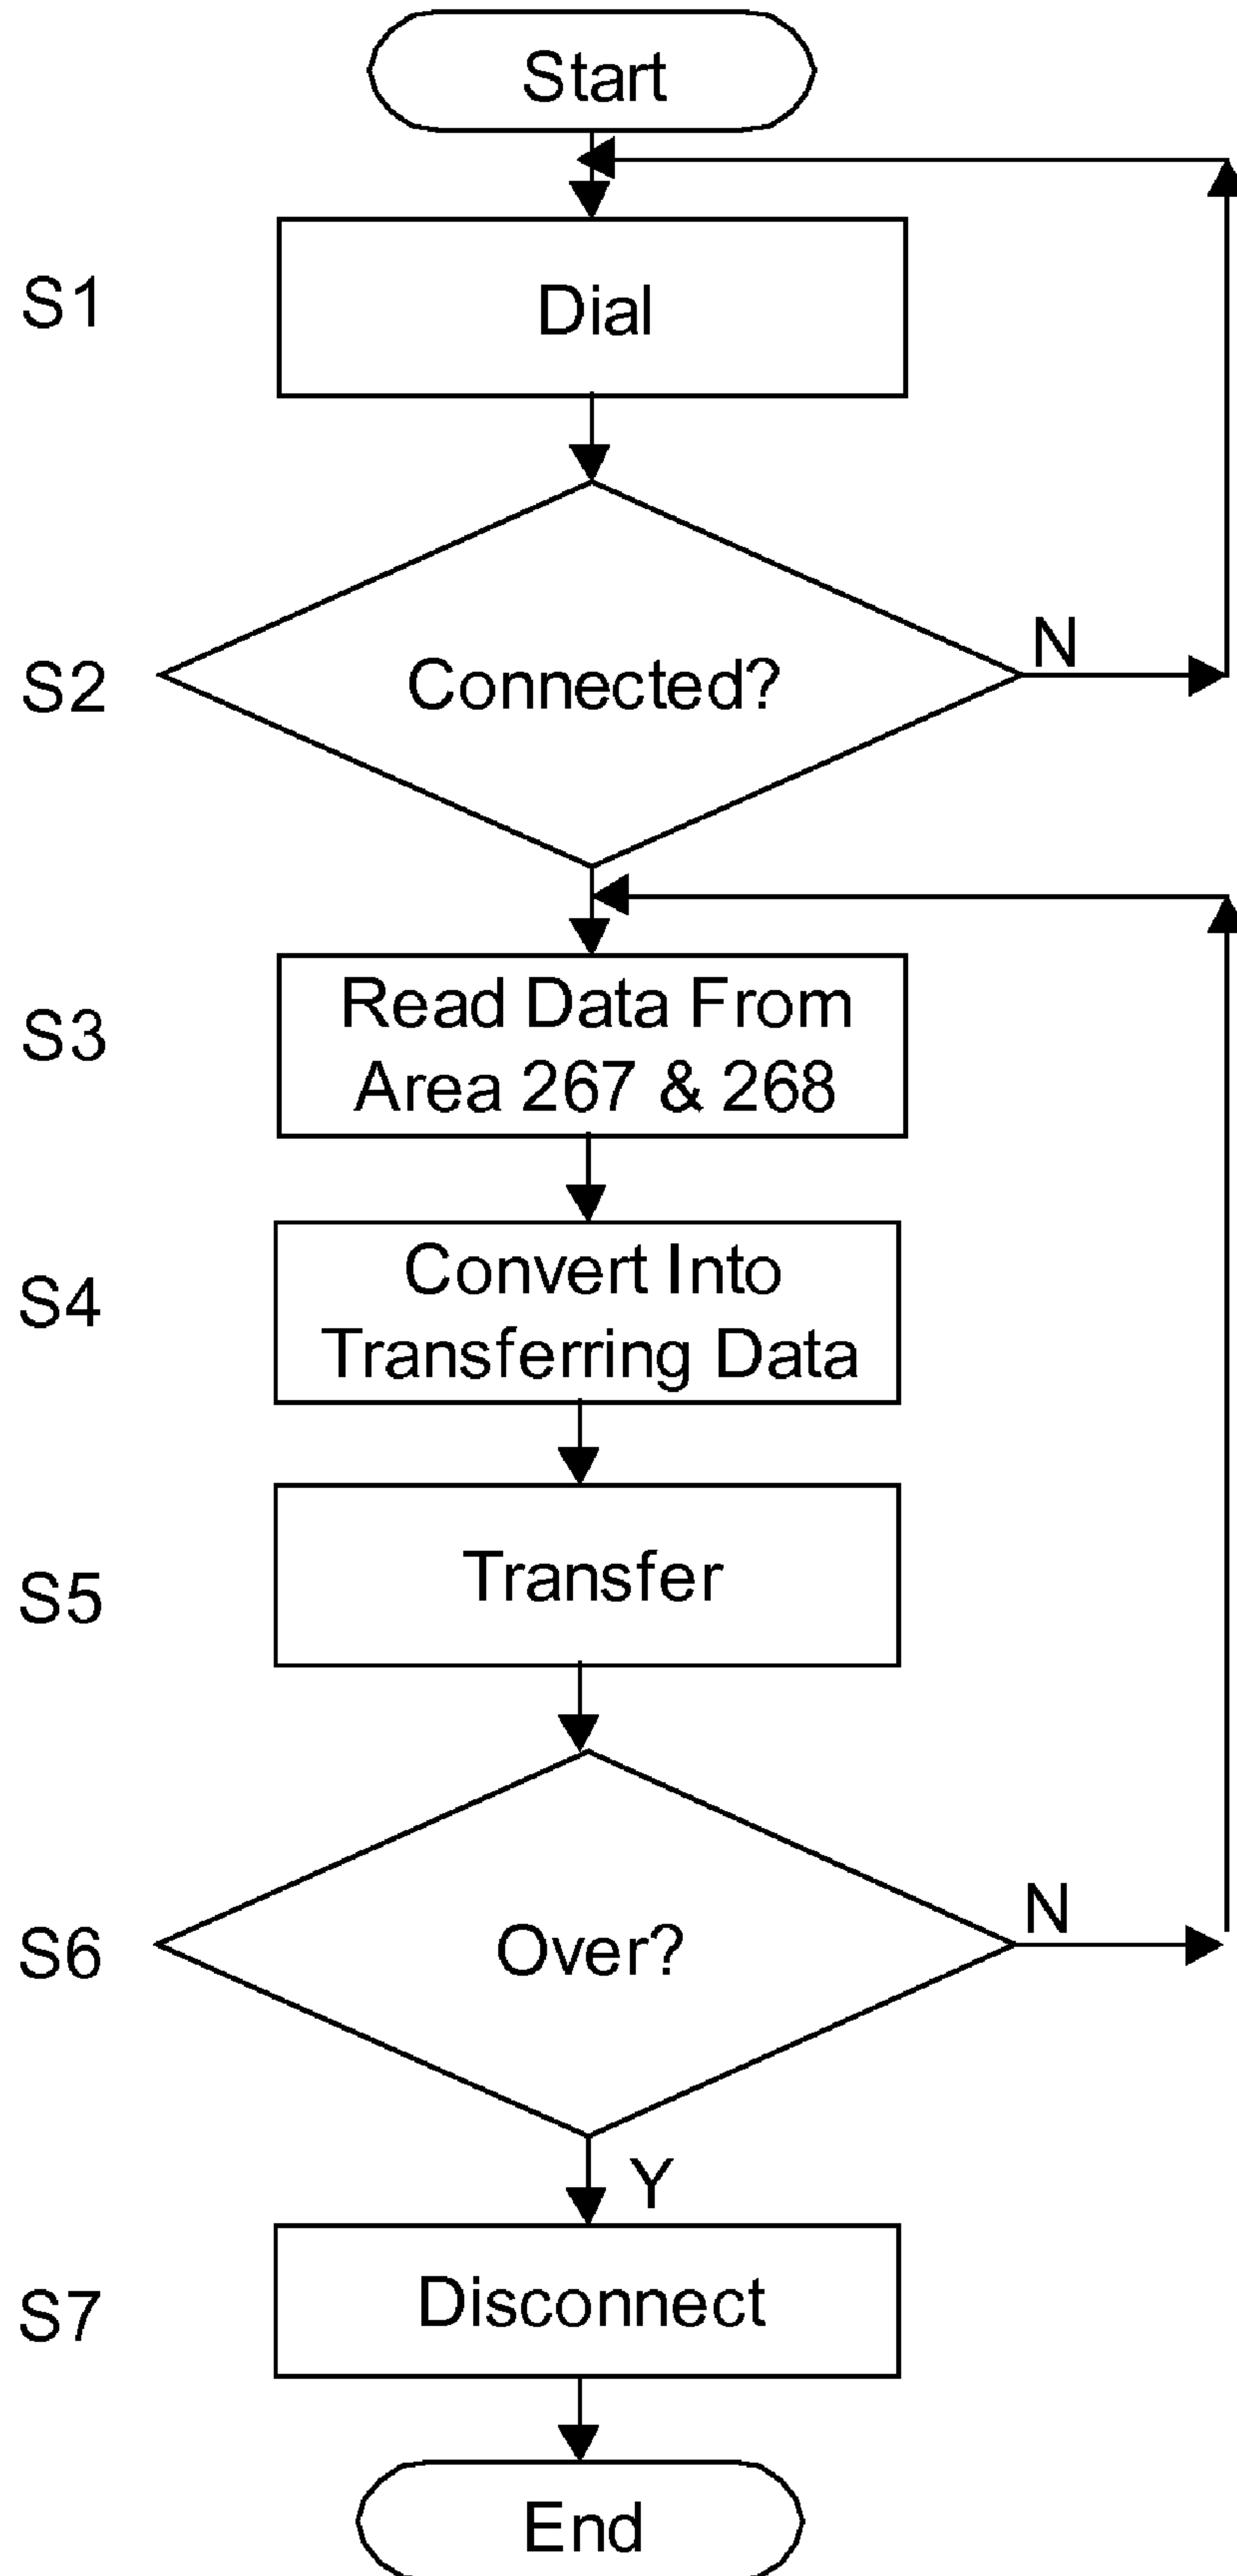 Start
S1
Dial
S2
Connected?
N
S3
Read Data From
Area 267 & 268
S4
Convert Into
Transferring Data
S5
Transfer
S6
Over?
N
Y
S7
Disconnect
End